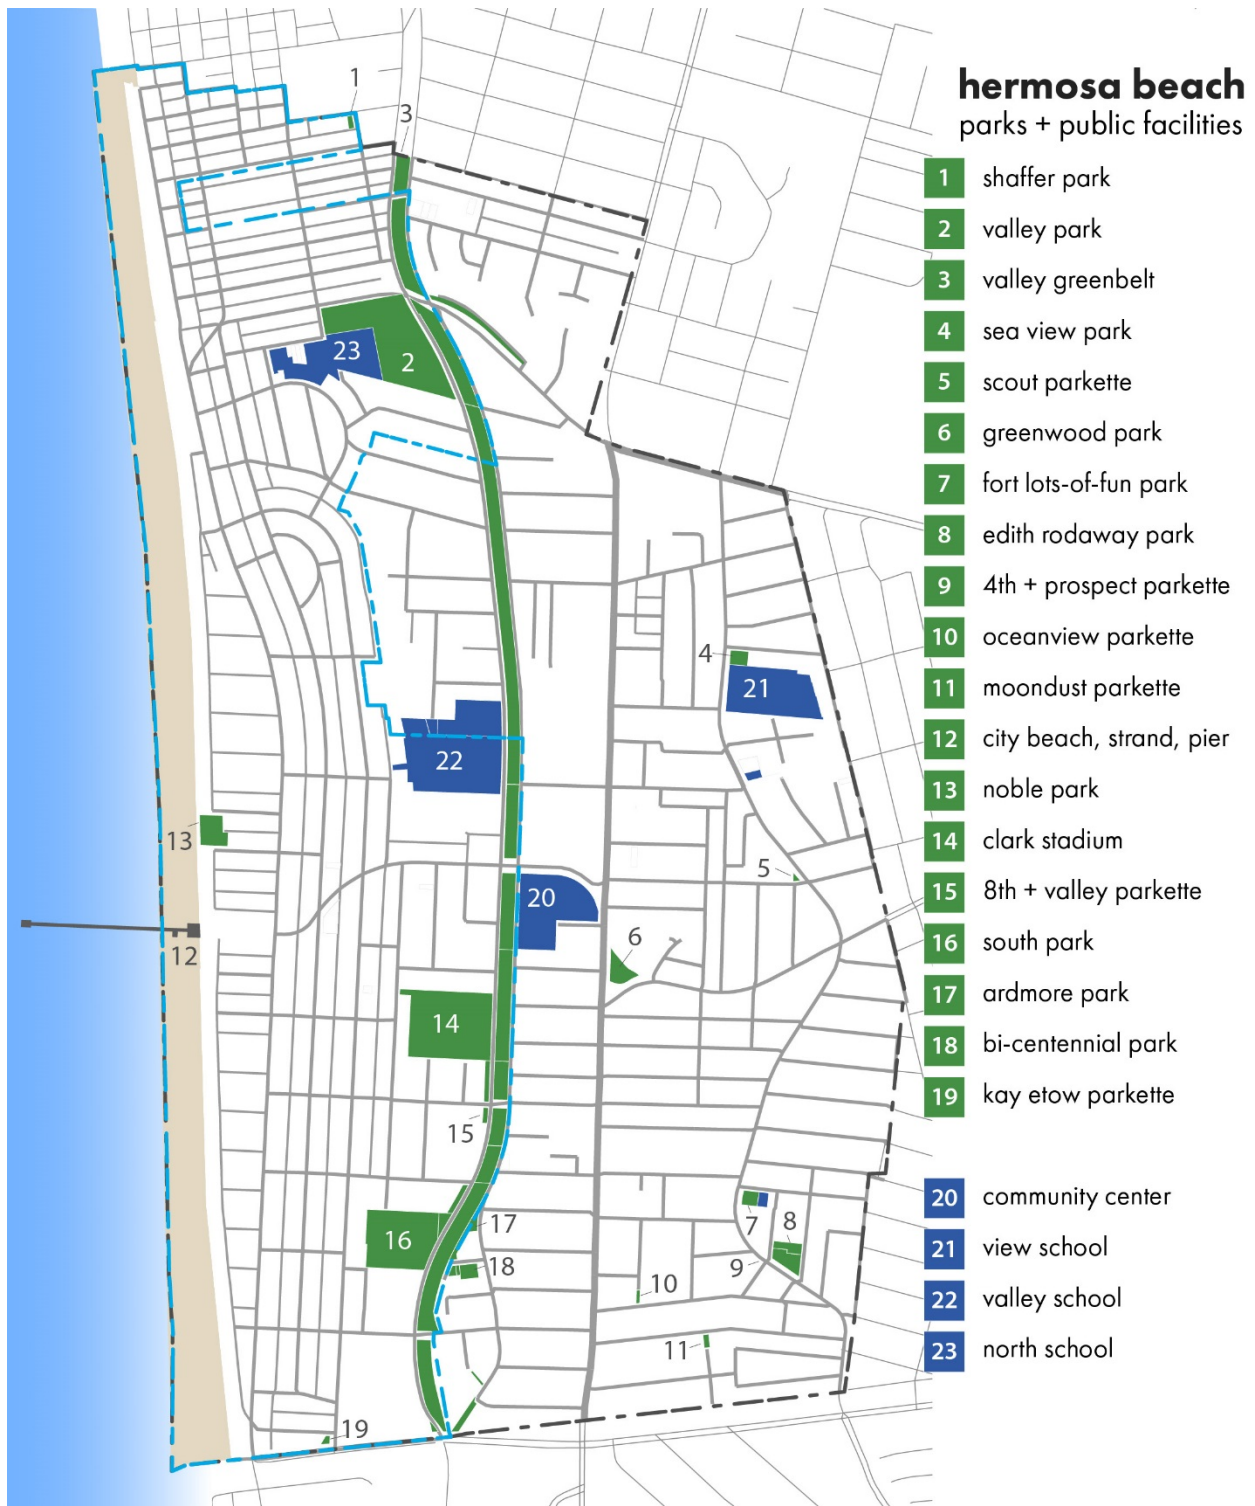 hermosa beach
parks + public facilities
1 shaffer park
2 valley park
3 valley greenbelt
4 sea view park
5 scout parkette
6 greenwood park
7 fort lots-of-fun park
8 edith rodaway park
9 4th + prospect parkette
10 oceanview parkette
11 moondust parkette
12 city beach, strand, pier
13 noble park
14 clark stadium
15 8th + valley parkette
16 south park
17 ardmore park
18 bi-centennial park
19 kay etow parkette
20 community center
21 view school
22 valley school
23 north school
1
3
23
2
4
21
22
13
5
20
6
12
14
15
7
8
17
16
9
18
10
11
19